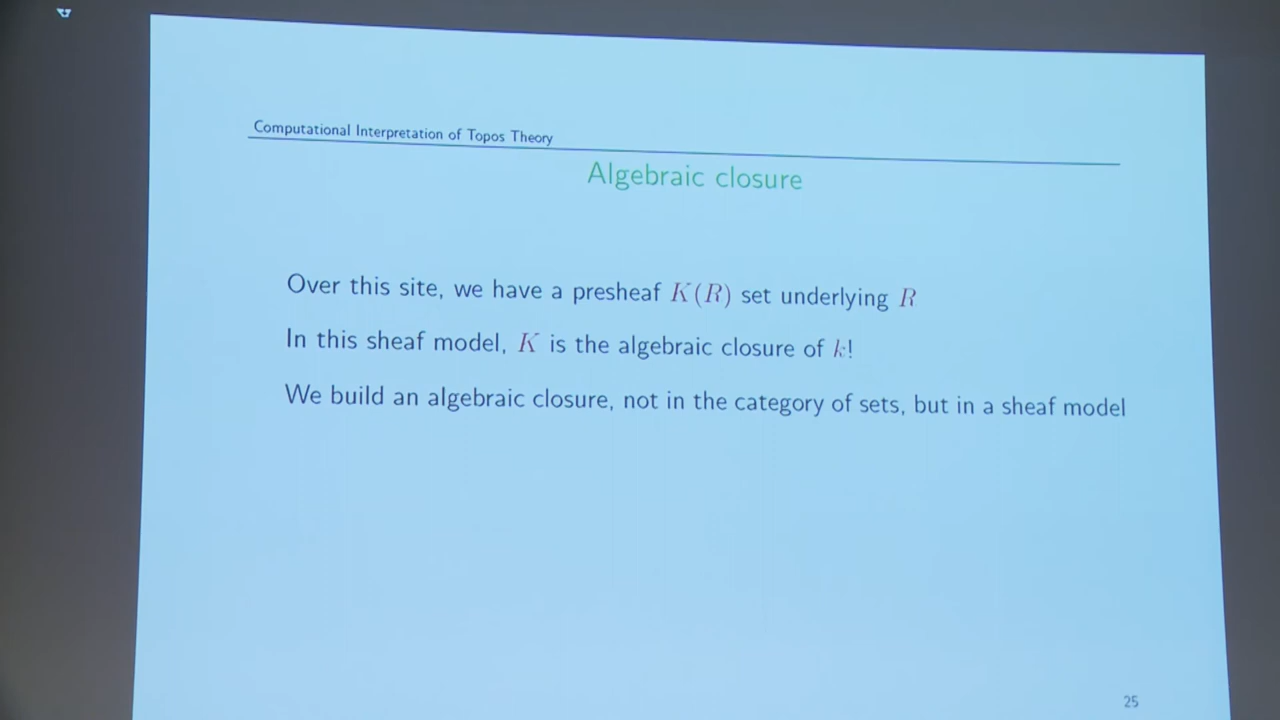 Computational Interpretation of Topos Theory
Algebraic closure
Over this site, we have a presheaf K(R) set underlying R
In this sheaf model, K is the algebraic closure of k!
We build an algebraic closure, not in the category of sets, but in a sheaf model
25